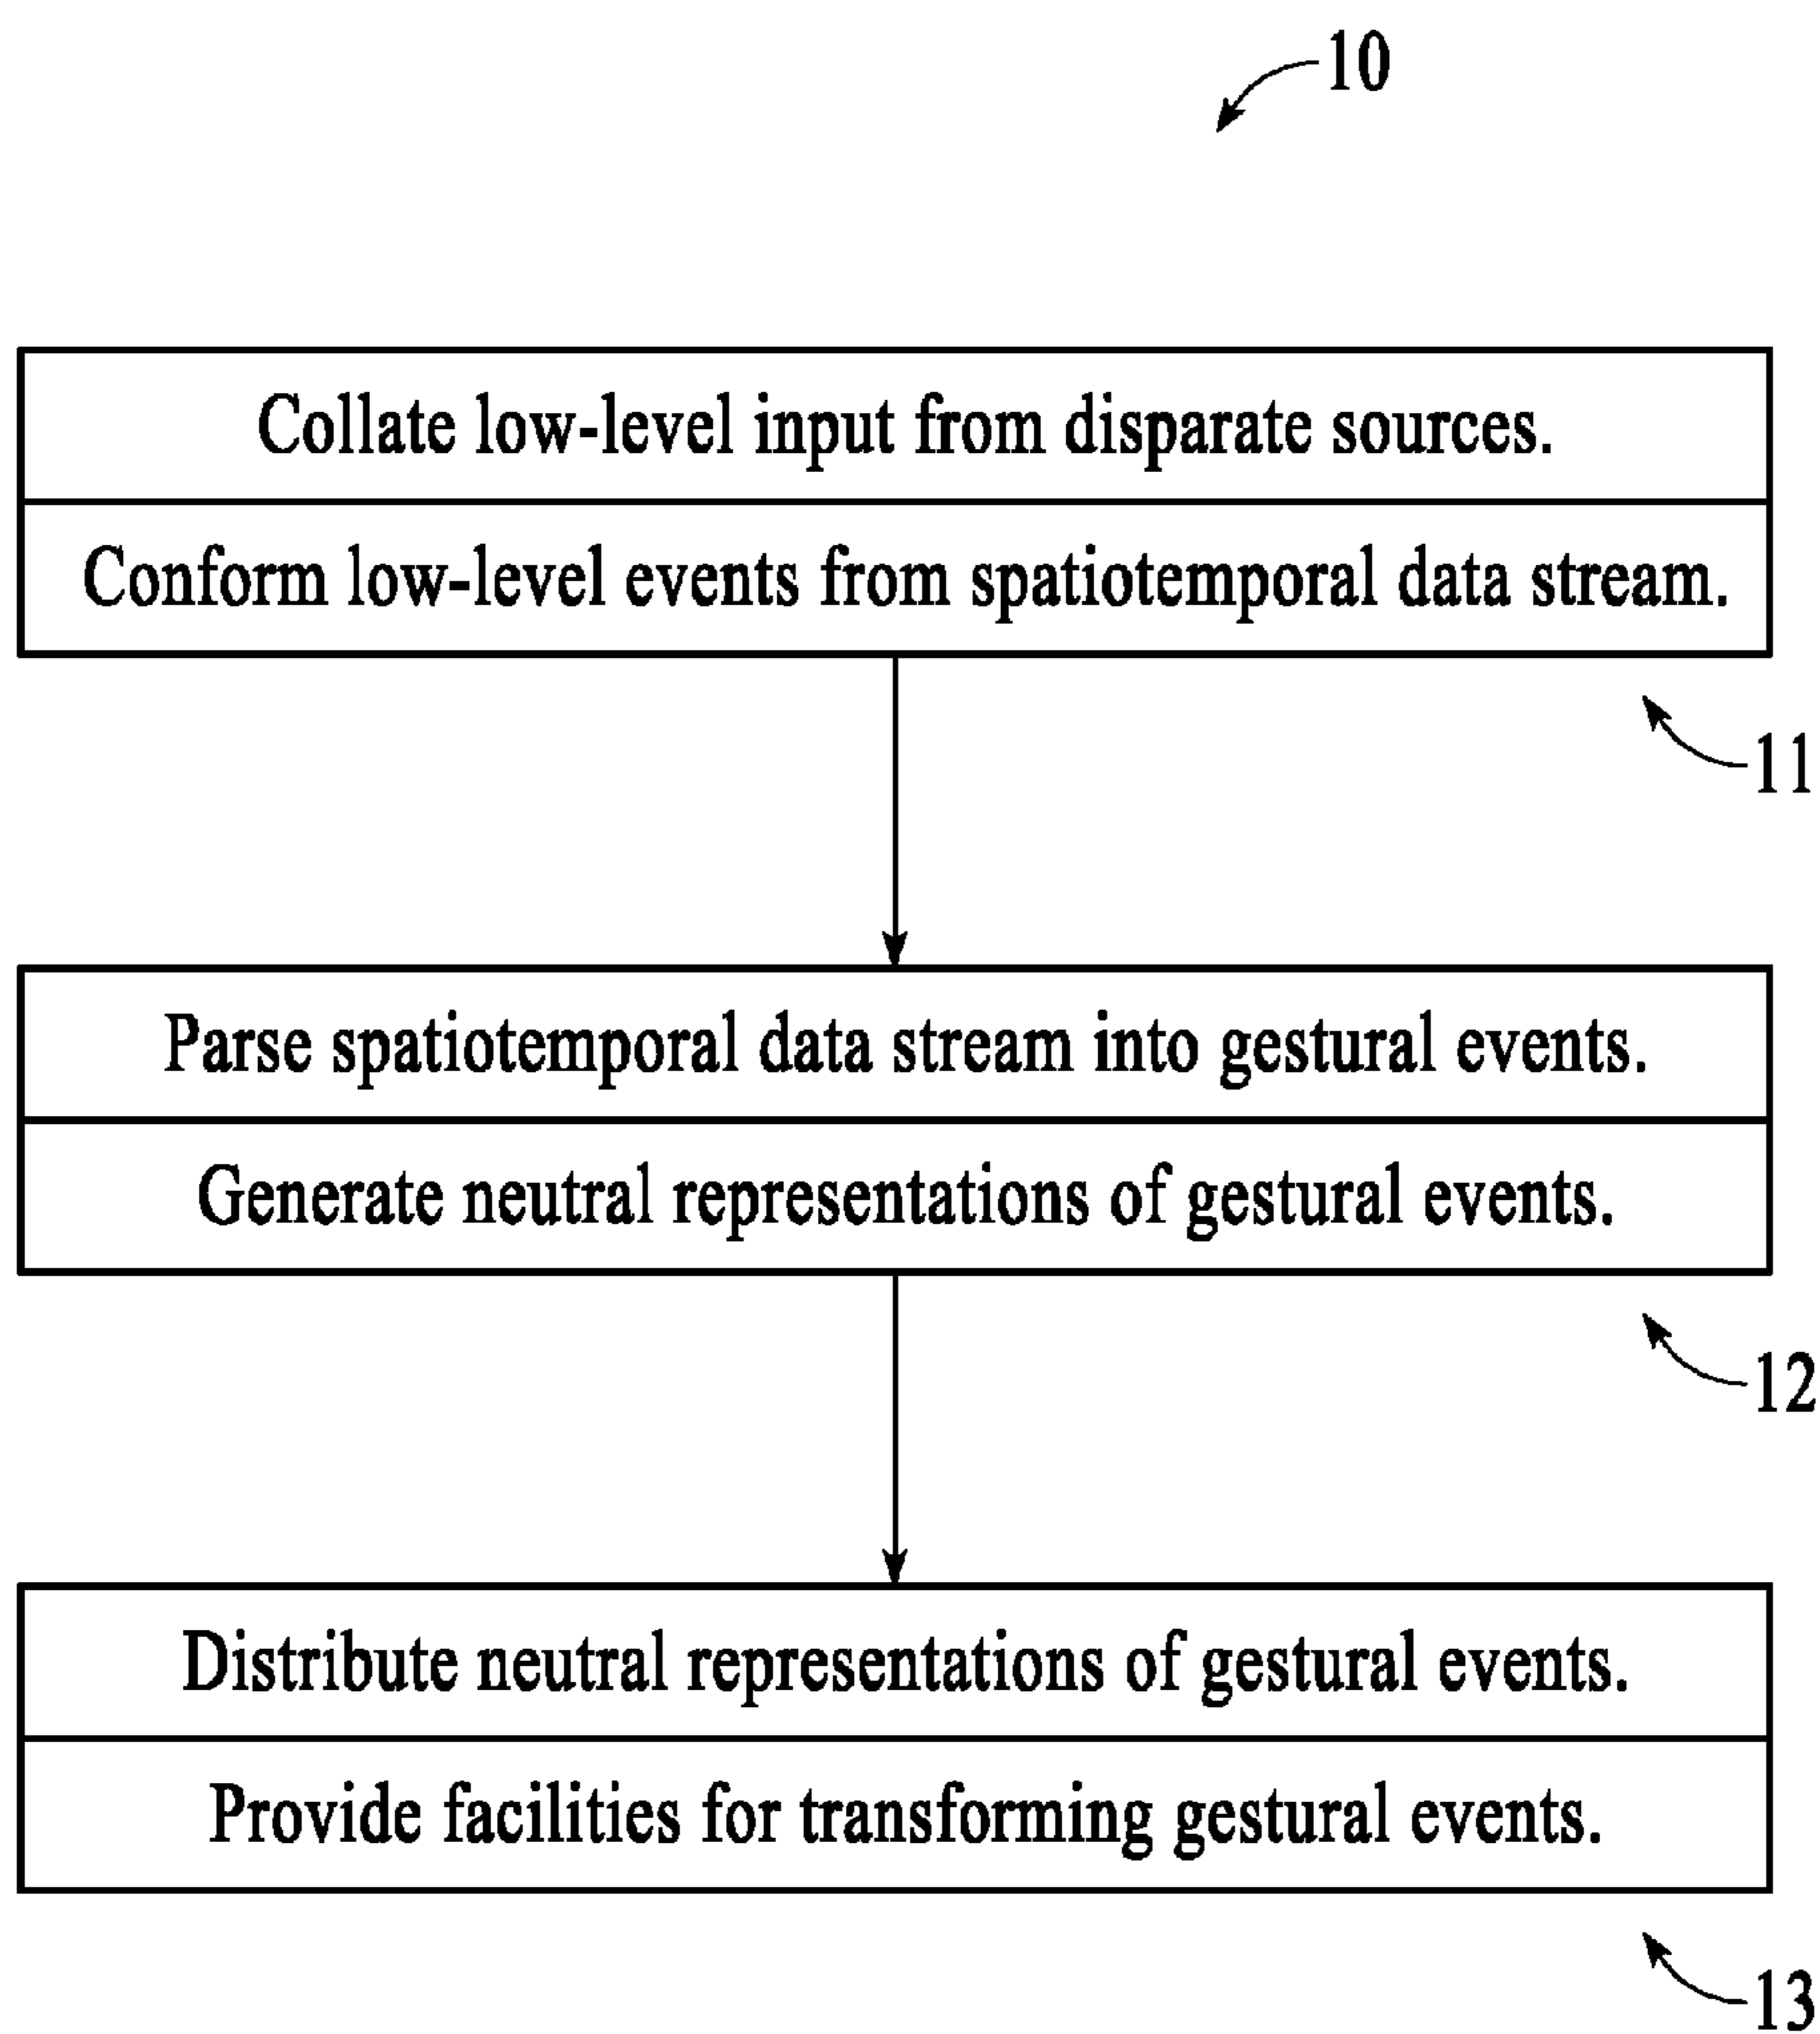 10
Collate low-level input from disparate sources.
Conform low-level events from spatiotemporal data stream.
11
Parse spatiotemporal data stream into gestural events.
Generate neutral representations of gestural events.
12
Distribute neutral representations of gestural events.
Provide facilities for transforming gestural events.
13